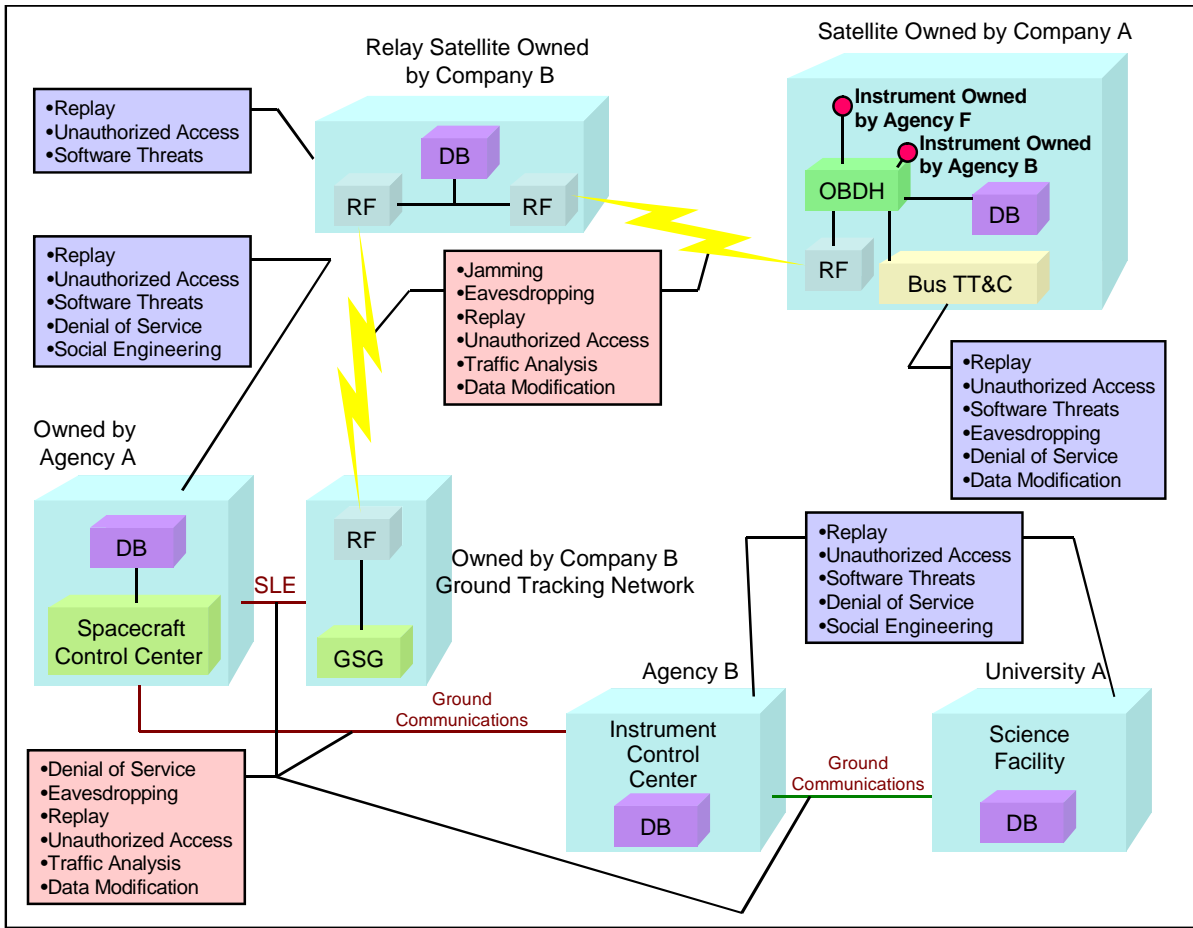 Relay Satellite Owned
by Company B
Satellite Owned by Company A
•Replay
•Unauthorized Access
•Software Threats
DB
RF
RF
Instrument Owned
by Agency F
Instrument Owned
by Agency B
OBDH
DB
RF
Bus TT&C
•Replay
•Unauthorized Access
•Software Threats
•Denial of Service
•Social Engineering
•Jamming
•Eavesdropping
•Replay
•Unauthorized Access
•Traffic Analysis
•Data Modification
•Replay
•Unauthorized Access
•Software Threats
•Eavesdropping
•Denial of Service
•Data Modification
Owned by
Agency A
DB
Spacecraft
Control Center
SLE
RF
GSG
Owned by Company B
Ground Tracking Network
•Replay
•Unauthorized Access
•Software Threats
•Denial of Service
•Social Engineering
Agency B
University A
Ground
Communications
Instrument
Control
Center
DB
Ground
Communications
Science
Facility
DB
•Denial of Service
•Eavesdropping
•Replay
•Unauthorized Access
•Traffic Analysis
•Data Modification